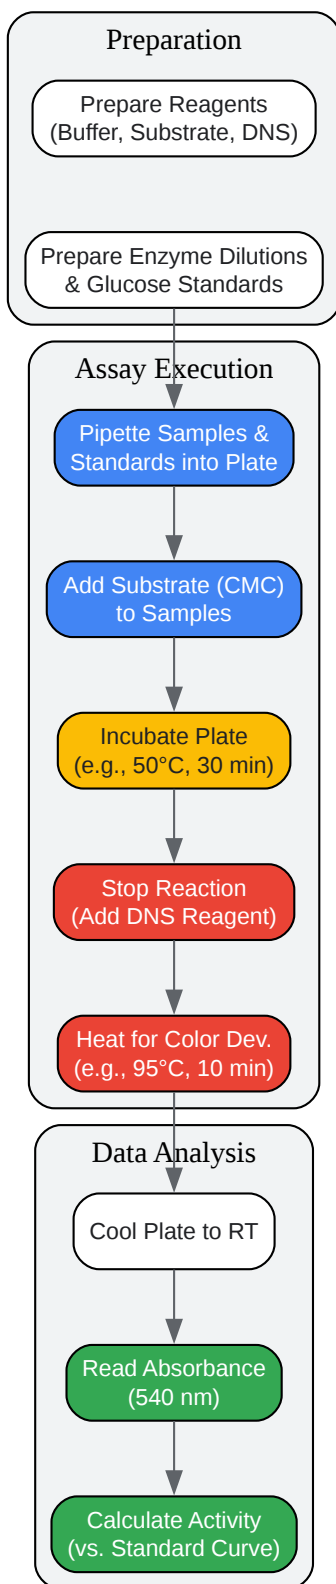 Preparation
Prepare Reagents
(Buffer, Substrate, DNS)
Prepare Enzyme Dilutions
& Glucose Standards
Assay Execution
Pipette Samples &
Standards into Plate
Add Substrate (CMC)
to Samples
Incubate Plate
(e.g., 50°C, 30 min)
Stop Reaction
(Add DNS Reagent)
Heat for Color Dev.
(e.g., 95°C, 10 min)
Data Analysis
Cool Plate to RT
Read Absorbance
(540 nm)
Calculate Activity
(vs. Standard Curve)